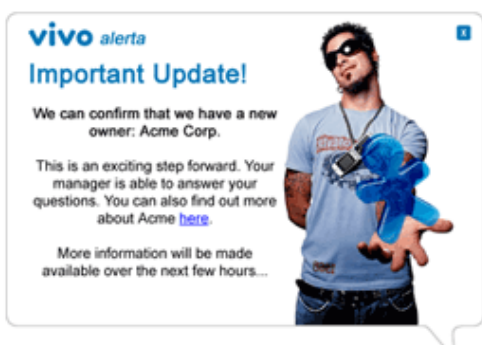 vivo alerta
X
Important Update!
We can confirm that we have a new
owner: Acme Corp.
This is an exciting step forward. Your
manager is able to answer your
questions. You can also find out more
about Acme here.
More information will be made
available over the next few hours...